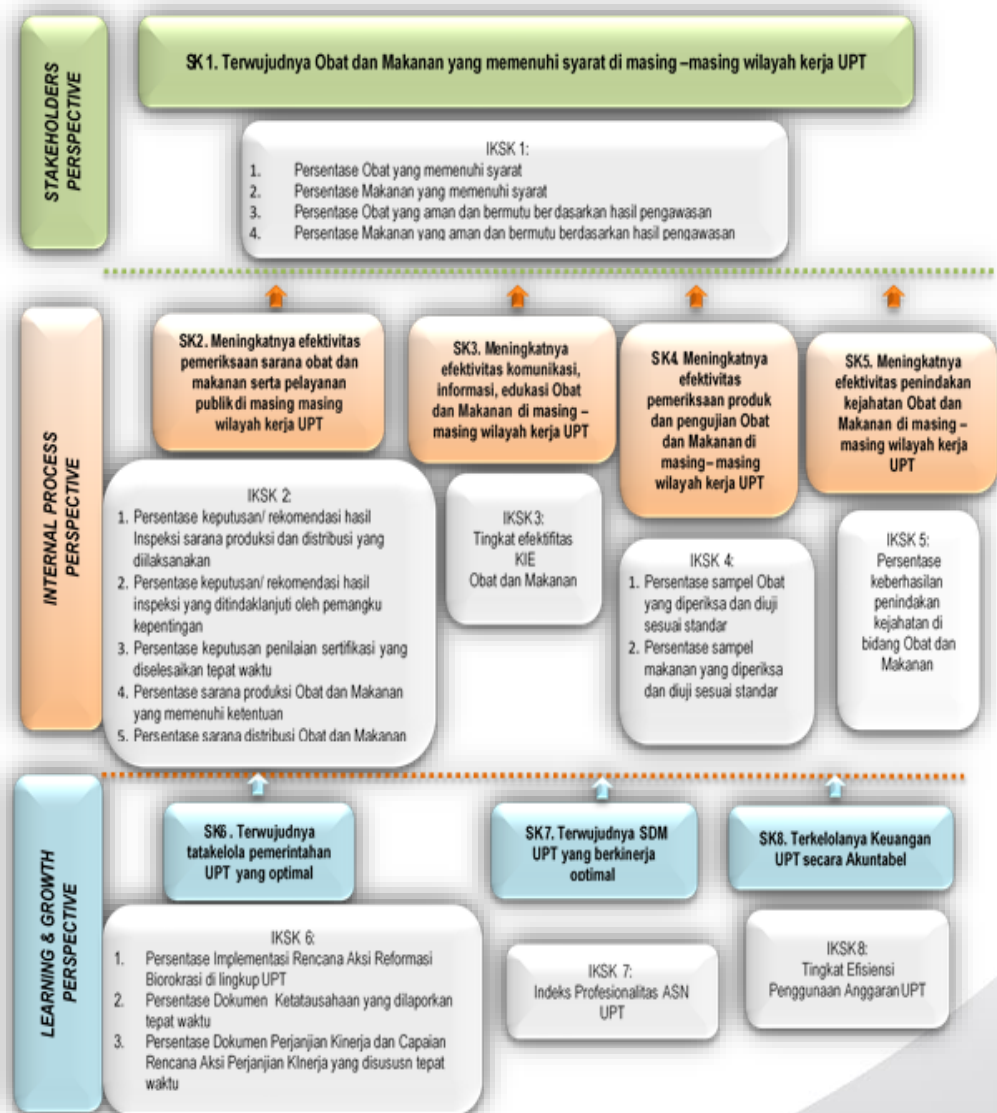 STAKEHOLDERS
PERSPECTIVE
SK 1. Terwujudnya Obat dan Makanan yang memenuhi syarat di masing –masing wilayah kerja UPT
IKSK 1:
1. Persentase Obat yang memenuhi syarat
2. Persentase Makanan yang memenuhi syarat
3. Persentase Obat yang aman dan bermutu berdasarkan hasil pengawasan
4. Persentase Makanan yang aman dan bermutu berdasarkan hasil pengawasan
INTERNAL PROCESS
PERSPECTIVE
SK2. Meningkatnya efektivitas
pemeriksaan sarana obat dan
makanan serta pelayanan
publik di masing masing
wilayah kerja UPT
IKSK 2:
1. Persentase keputusan/ rekomendasi hasil
Inspeksi sarana produksi dan distribusi yang
diilaksanakan
2. Persentase keputusan/ rekomendasi hasil
inspeksi yang ditindaklanjuti oleh pemangku
kepentingan
3. Persentase keputusan penilaian sertifikasi yang
diselesaikan tepat waktu
4. Persentase sarana produksi Obat dan Makanan
yang memenuhi ketentuan
5. Persentase sarana distribusi Obat dan Makanan
SK3. Meningkatnya
efektivitas komunikasi,
informasi, edukasi Obat
dan Makanan di masing –
masing wilayah kerja UPT
IKSK 3:
Tingkat efektifitas
KIE
Obat dan Makanan
SK4. Meningkatnya
efektivitas
pemeriksaan produk
dan pengujian Obat
dan Makanan di
masing– masing
wilayah kerja UPT
IKSK 4:
1. Persentase sampel Obat
yang diperiksa dan diuji
sesuai standar
2. Persentase sampel
makanan yang diperiksa
dan diuji sesuai standar
SK5. Meningkatnya
efektivitas penindakan
kejahatan Obat dan
Makanan di masing –
masing wilayah kerja
UPT
IKSK 5:
Persentase
keberhasilan
penindakan
kejahatan di
bidang Obat dan
Makanan
LEARNING & GROWTH
PERSPECTIVE
SK6 . Terwujudnya
tatakelola pemerintahan
UPT yang optimal
IKSK 6:
1. Persentase Implementasi Rencana Aksi Reformasi
Biorokrasi di lingkup UPT
2. Persentase Dokumen Ketatausahaan yang dilaporkan
tepat waktu
3. Persentase Dokumen Perjanjian Kinerja dan Capaian
Rencana Aksi Perjanjian KInerja yang disususn tepat
waktu
SK7. Terwujudnya SDM
UPT yang berkinerja
optimal
IKSK 7:
Indeks Profesionalitas ASN
UPT
SK8. Terkelolanya Keuangan
UPT secara Akuntabel
IKSK8:
Tingkat Efisiensi
Penggunaan Anggaran UPT